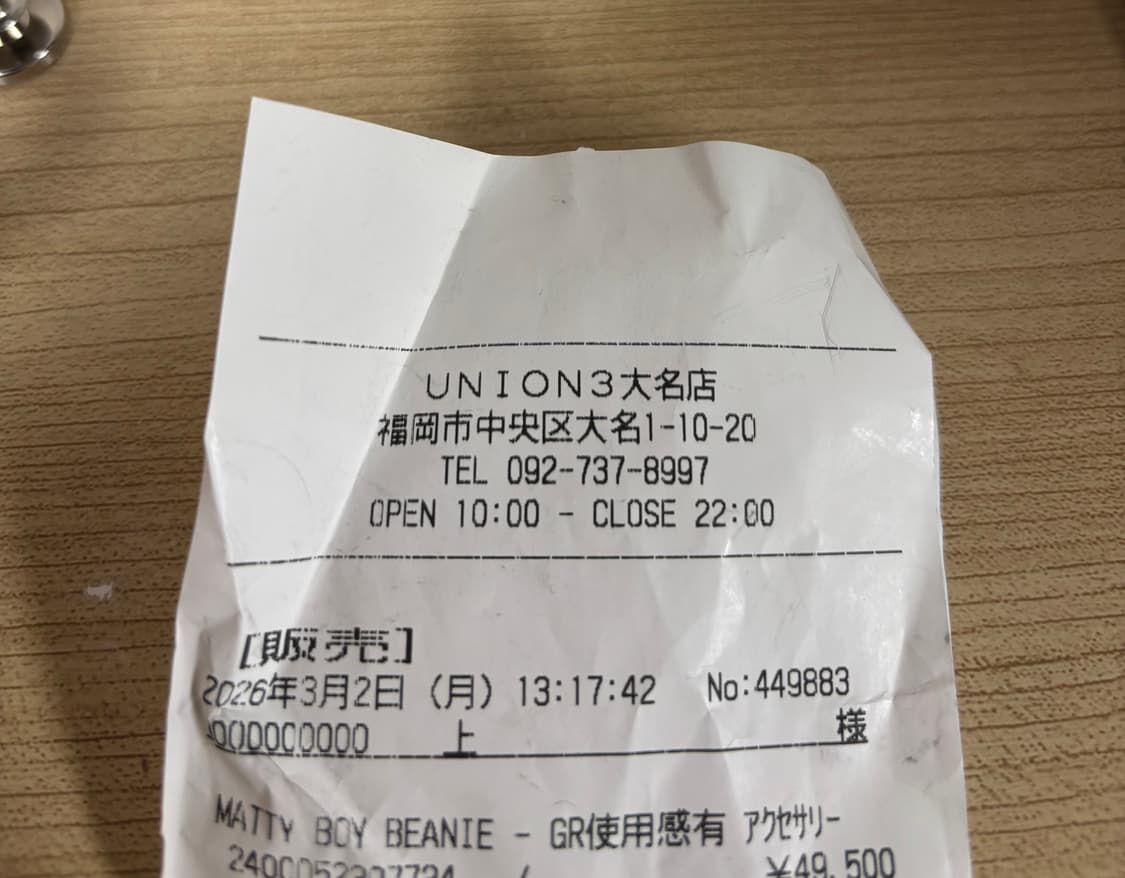 UNION3大名店
福岡市中央区大名1-10-20
TEL 092-737-8997
OPEN 10:00 - CLOSE 22:00
[販売]
2026年3月2日 (月) 13:17:42 No:449883
0000000000 上 様
MATTY BOY BEANIE - GR使用感有 アクセサリー
¥49,500